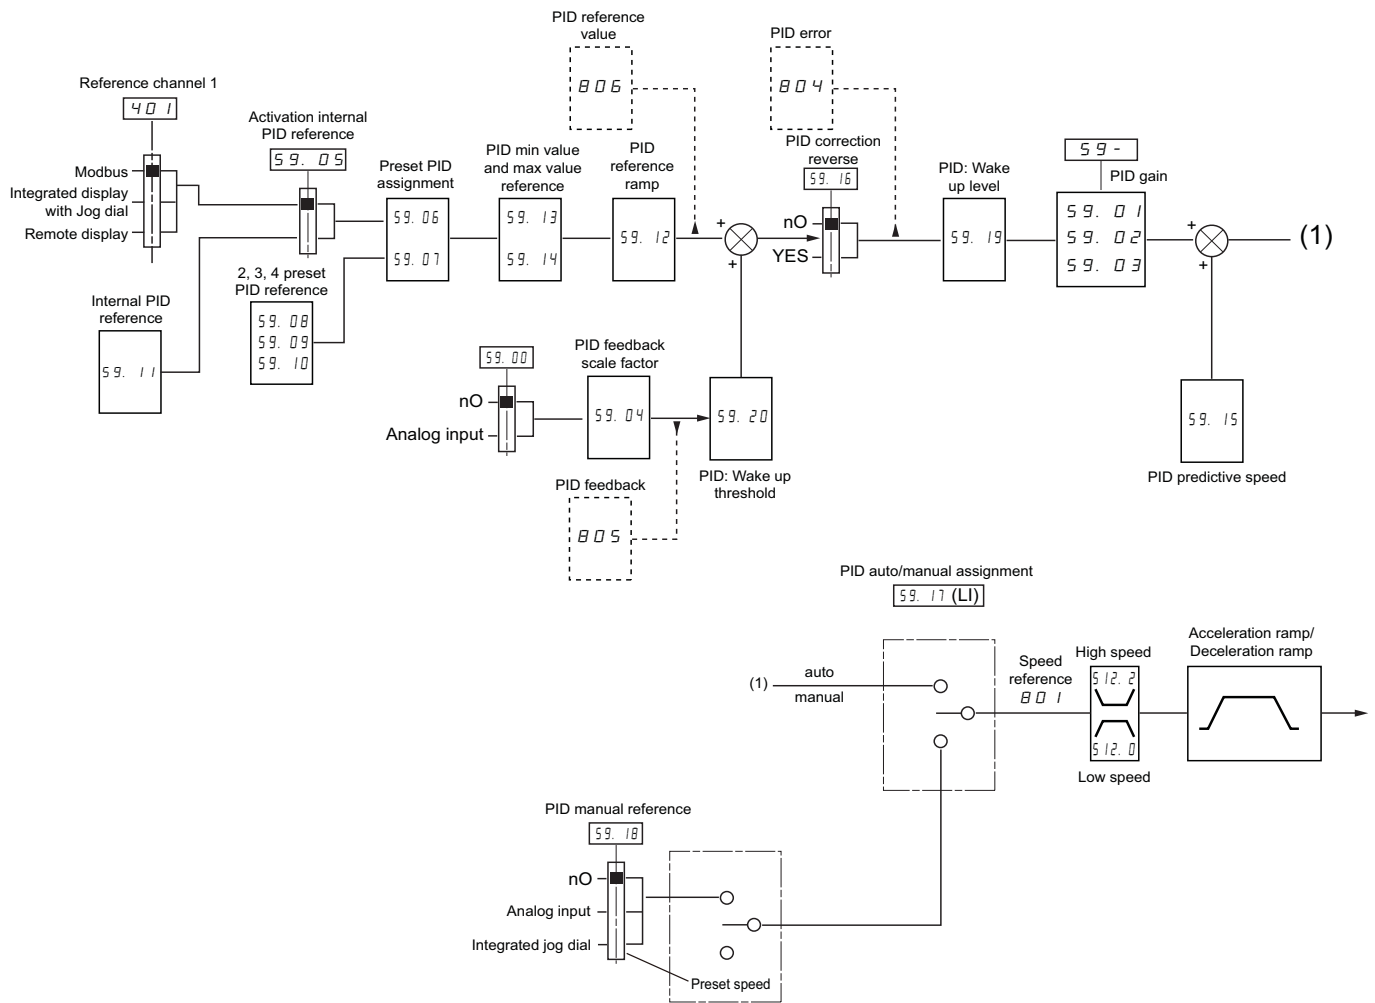 PID reference
value
806
PID error
804
Reference channel 1
401
Modbus
Integrated display
with Jog dial
Remote display
Activation internal
PID reference
59. 05
Internal PID
reference
59. 11
2, 3, 4 preset
PID reference
59. 08
59. 09
59. 10
Preset PID
assignment
59. 06
59. 07
PID min value
and max value
reference
59. 13
59. 14
PID
reference
ramp
59. 12
+
+
PID correction
reverse
59. 16
nO
YES
PID: Wake
up level
59. 19
59-
PID gain
59. 01
59. 02
59. 03
+
+
(1)
59. 15
PID predictive speed
59. 00
nO
Analog input
PID feedback
scale factor
59. 04
59. 20
PID: Wake up
threshold
PID feedback
805
PID auto/manual assignment
59. 17 (LI)
(1)
auto
manual
Speed
reference
801
High speed
512. 2
512. 0
Low speed
Acceleration ramp/
Deceleration ramp
PID manual reference
59. 18
nO
Analog input
Integrated jog dial
Preset speed